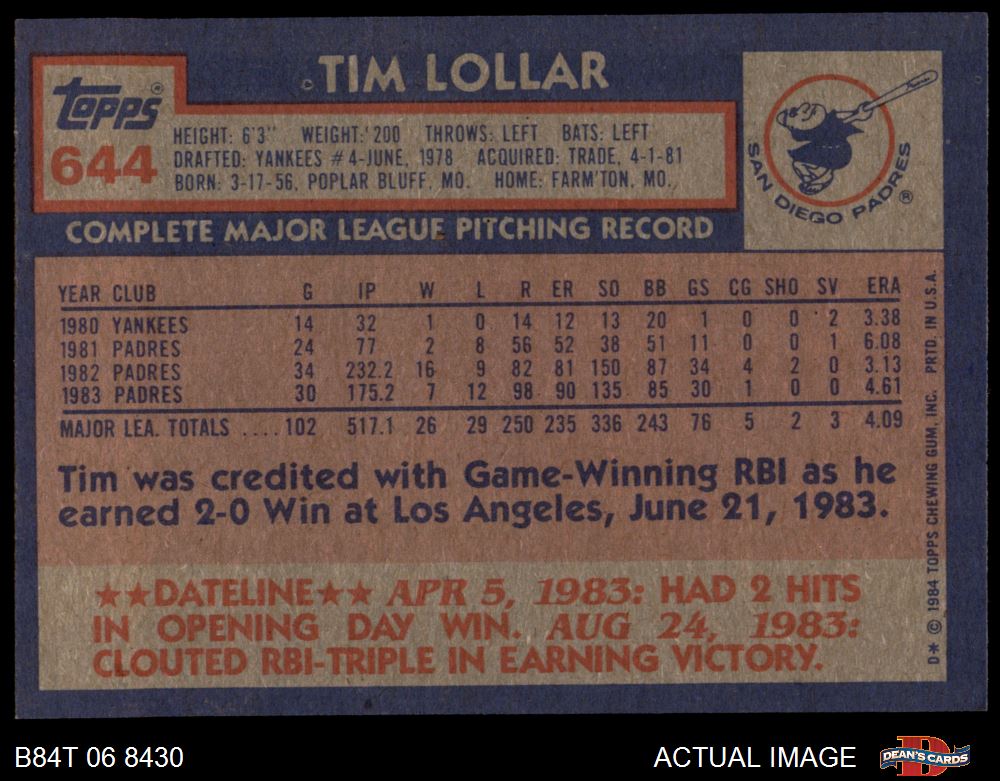 TIM LOLLAR
Topps®
644
HEIGHT: 6'3" WEIGHT: 200 THROWS: LEFT BATS: LEFT
DRAFTED: YANKEES #4-JUNE, 1978 ACQUIRED: TRADE, 4-1-81
BORN: 3-17-56, POPLAR BLUFF, MO. HOME: FARM'TON, MO.
SAN DIEGO PADRES ®
COMPLETE MAJOR LEAGUE PITCHING RECORD
YEAR CLUB G IP W L R ER SO BB GS CG SHO SV ERA
1980 YANKEES 14 32 1 0 14 12 13 20 1 0 0 2 3.38
1981 PADRES 24 77 2 8 56 52 38 51 11 0 0 1 6.08
1982 PADRES 34 232.2 16 9 82 81 150 87 34 4 2 0 3.13
1983 PADRES 30 175.2 7 12 98 90 135 85 30 1 0 0 4.61
MAJOR LEA. TOTALS ....102 517.1 26 29 250 235 336 243 76 5 2 3 4.09
Tim was credited with Game-Winning RBI as he
earned 2-0 Win at Los Angeles, June 21, 1983.
★★DATELINE★★ APR 5, 1983: HAD 2 HITS
IN OPENING DAY WIN. AUG 24, 1983:
CLOUTED RBI-TRIPLE IN EARNING VICTORY.
D* © 1984 TOPPS CHEWING GUM, INC. PRTD. IN U.S.A.
B84T 06 8430
ACTUAL IMAGE
DEAN'S CARDS